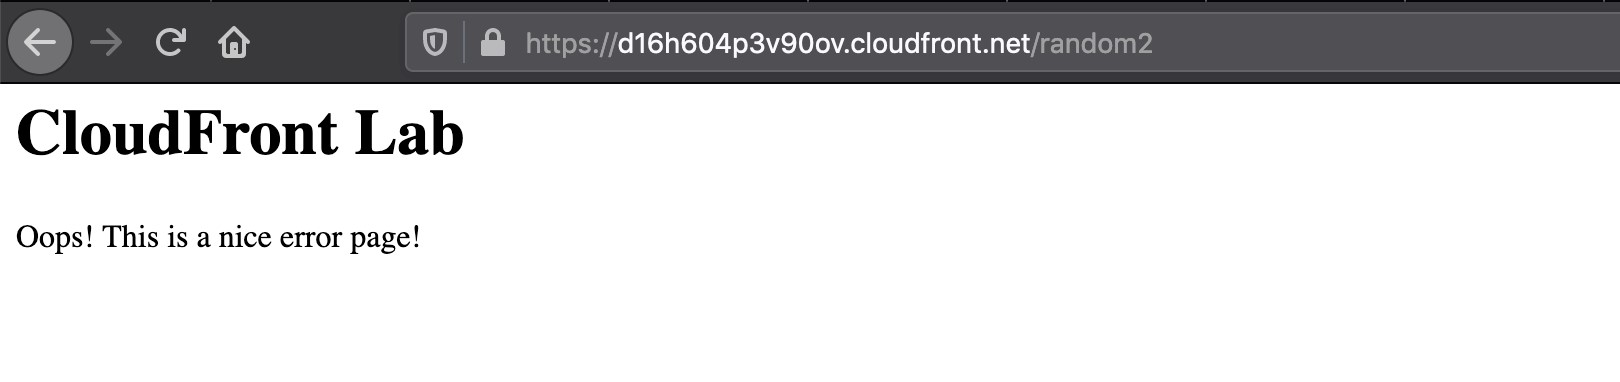 https://d16h604p3v90ov.cloudfront.net/random2
CloudFront Lab
Oops! This is a nice error page!